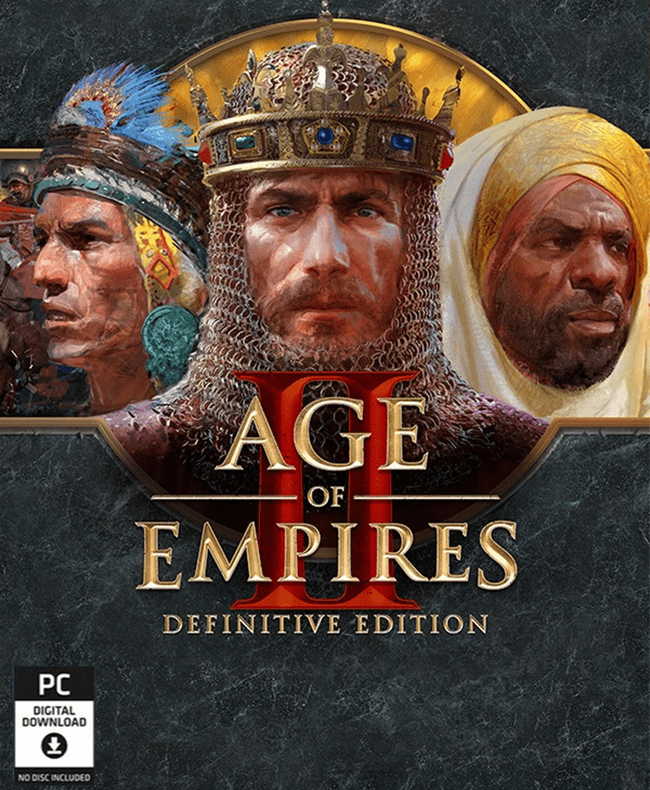 AGE
II
OF
EMPIRES
DEFINITIVE EDITION
PC
DIGITAL
DOWNLOAD
NO DISC INCLUDED